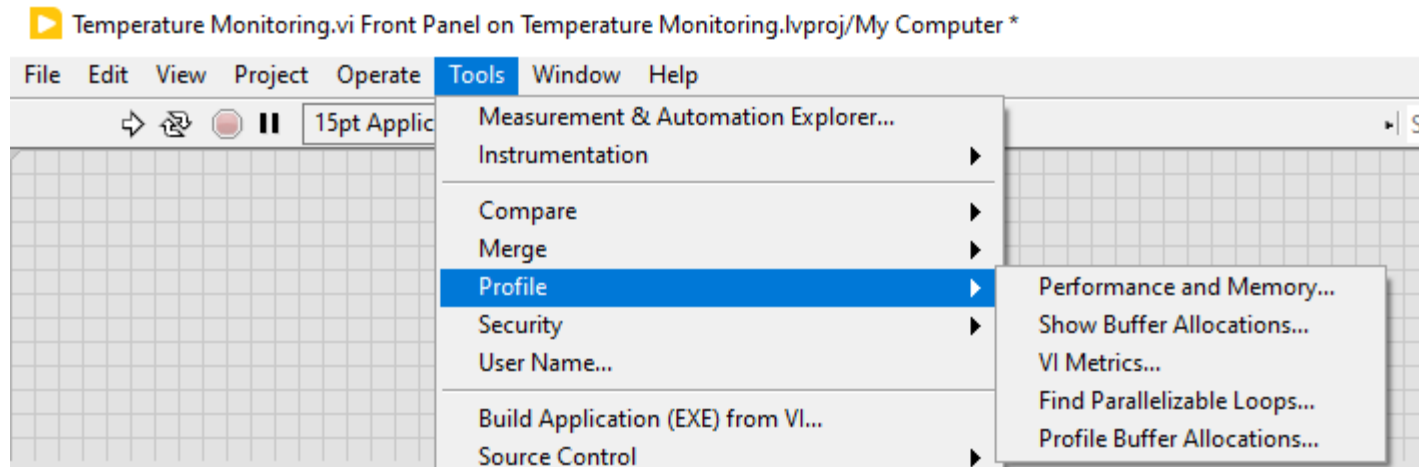 Temperature Monitoring.vi Front Panel on Temperature Monitoring.lvproj/My Computer *
File Edit View Project Operate Tools Window Help
15pt Applic
Measurement & Automation Explorer...
Instrumentation
Compare
Merge
Profile
Security
User Name...
Build Application (EXE) from VI...
Source Control
Performance and Memory...
Show Buffer Allocations...
VI Metrics...
Find Parallelizable Loops...
Profile Buffer Allocations...